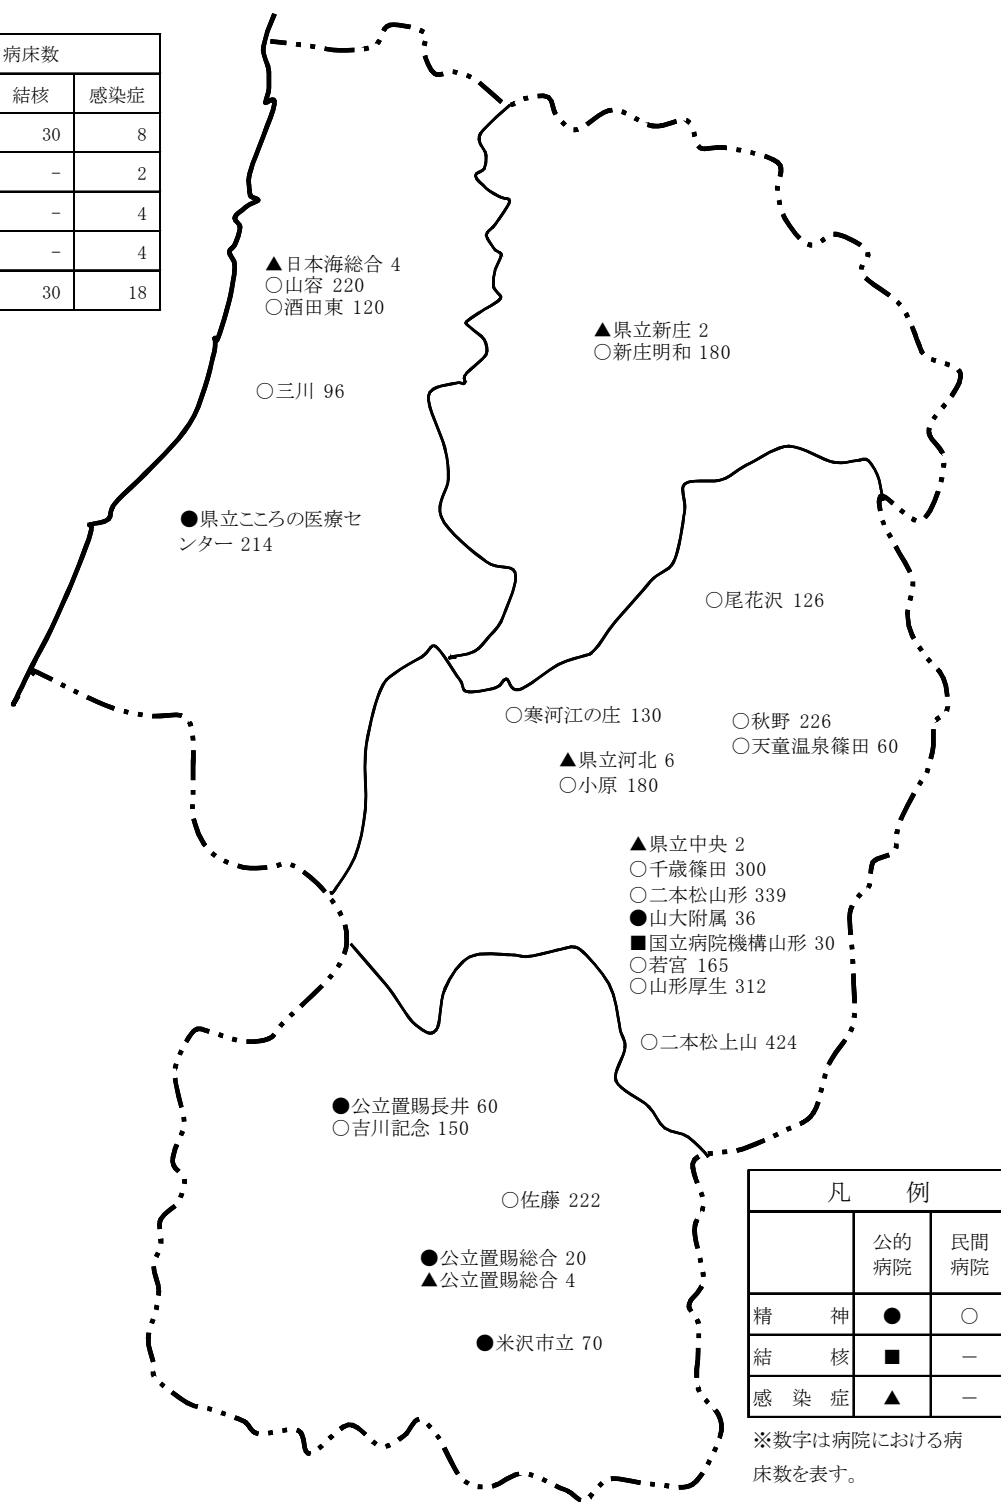 病床数
結核 感染症
30 8
- 2
- 4
- 4
30 18
▲日本海総合 4
○山容 220
○酒田東 120
▲県立新庄 2
○新庄明和 180
○三川 96
●県立こころの医療セ
ンター 214
○尾花沢 126
○寒河江の庄 130
○秋野 226
○天童温泉篠田 60
▲県立河北 6
○小原 180
▲県立中央 2
○千歳篠田 300
○二本松山形 339
●山大附属 36
■国立病院機構山形 30
○若宮 165
○山形厚生 312
○二本松上山 424
●公立置賜長井 60
○吉川記念 150
○佐藤 222
●公立置賜総合 20
▲公立置賜総合 4
●米沢市立 70
凡 例
公的 民間
病院 病院
精 神 ● ○
結 核 ■ －
感 染 症 ▲ －
※数字は病院における病
床数を表す。